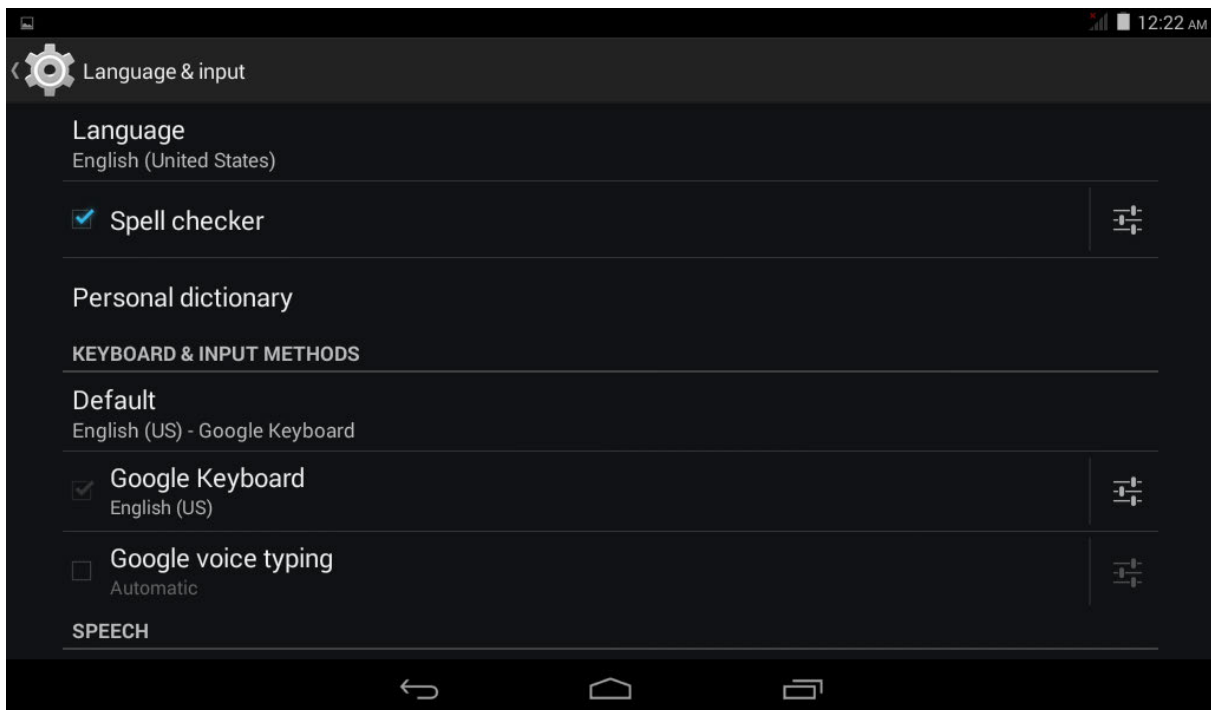 12:22 AM
Language & input
Language
English (United States)
Spell checker
Personal dictionary
KEYBOARD & INPUT METHODS
Default
English (US) - Google Keyboard
Google Keyboard
English (US)
Google voice typing
Automatic
SPEECH